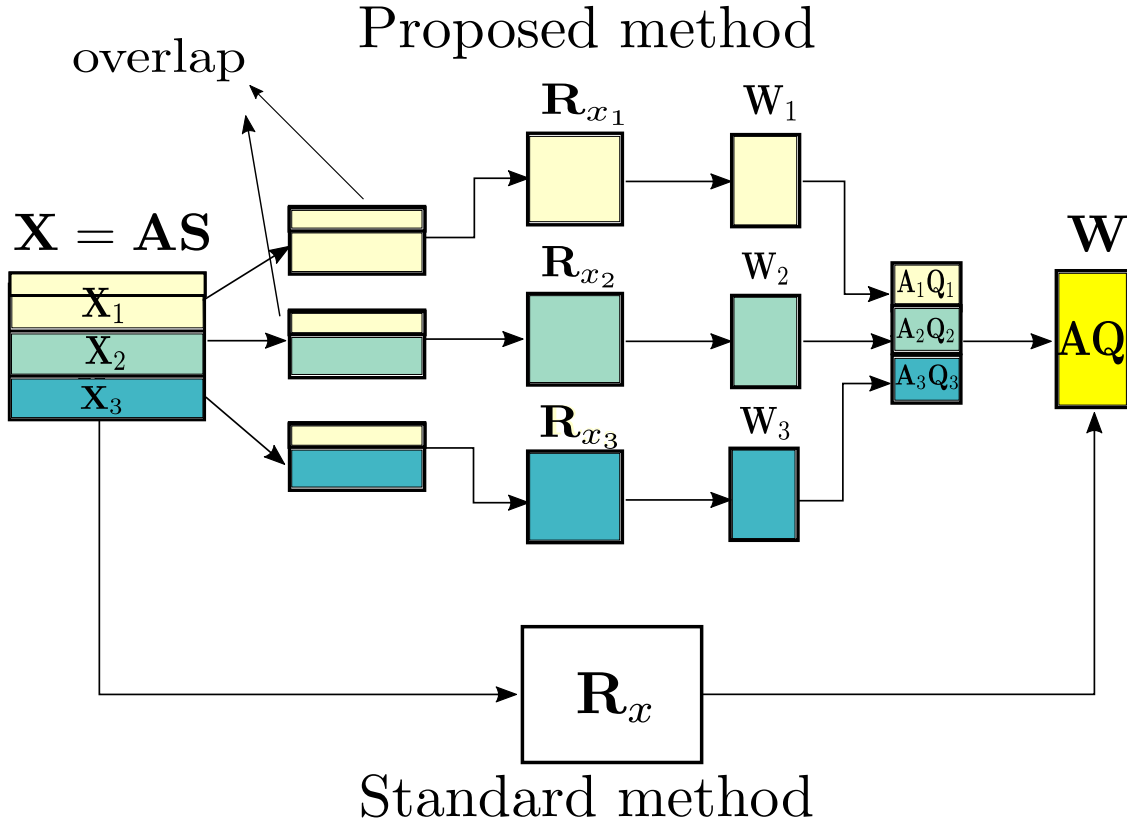 Proposed method
overlap
R_{x_1}
W_1
X = AS
W
X_1
X_2
X_3
R_{x_2}
W_2
A_1Q_1
A_2Q_2
A_3Q_3
AQ
R_{x_3}
W_3
R_x
Standard method